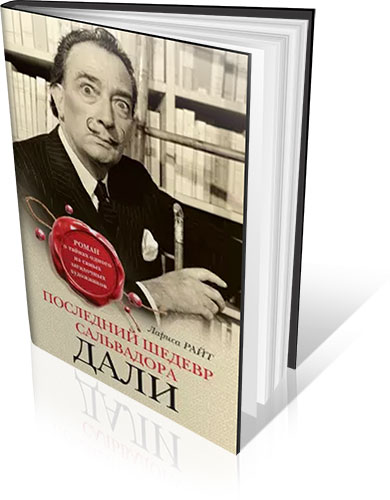 РОМАН
о тайнах одного
из самых
загадочных
художников
Лариса РАЙТ
ПОСЛЕДНИЙ ШЕДЕВР
САЛЬВАДОРА
ДАЛИ